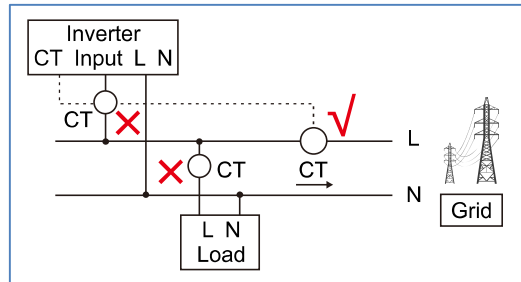 Inverter
CT Input L N
CT
L
CT
CT
N
L N
Load
Grid